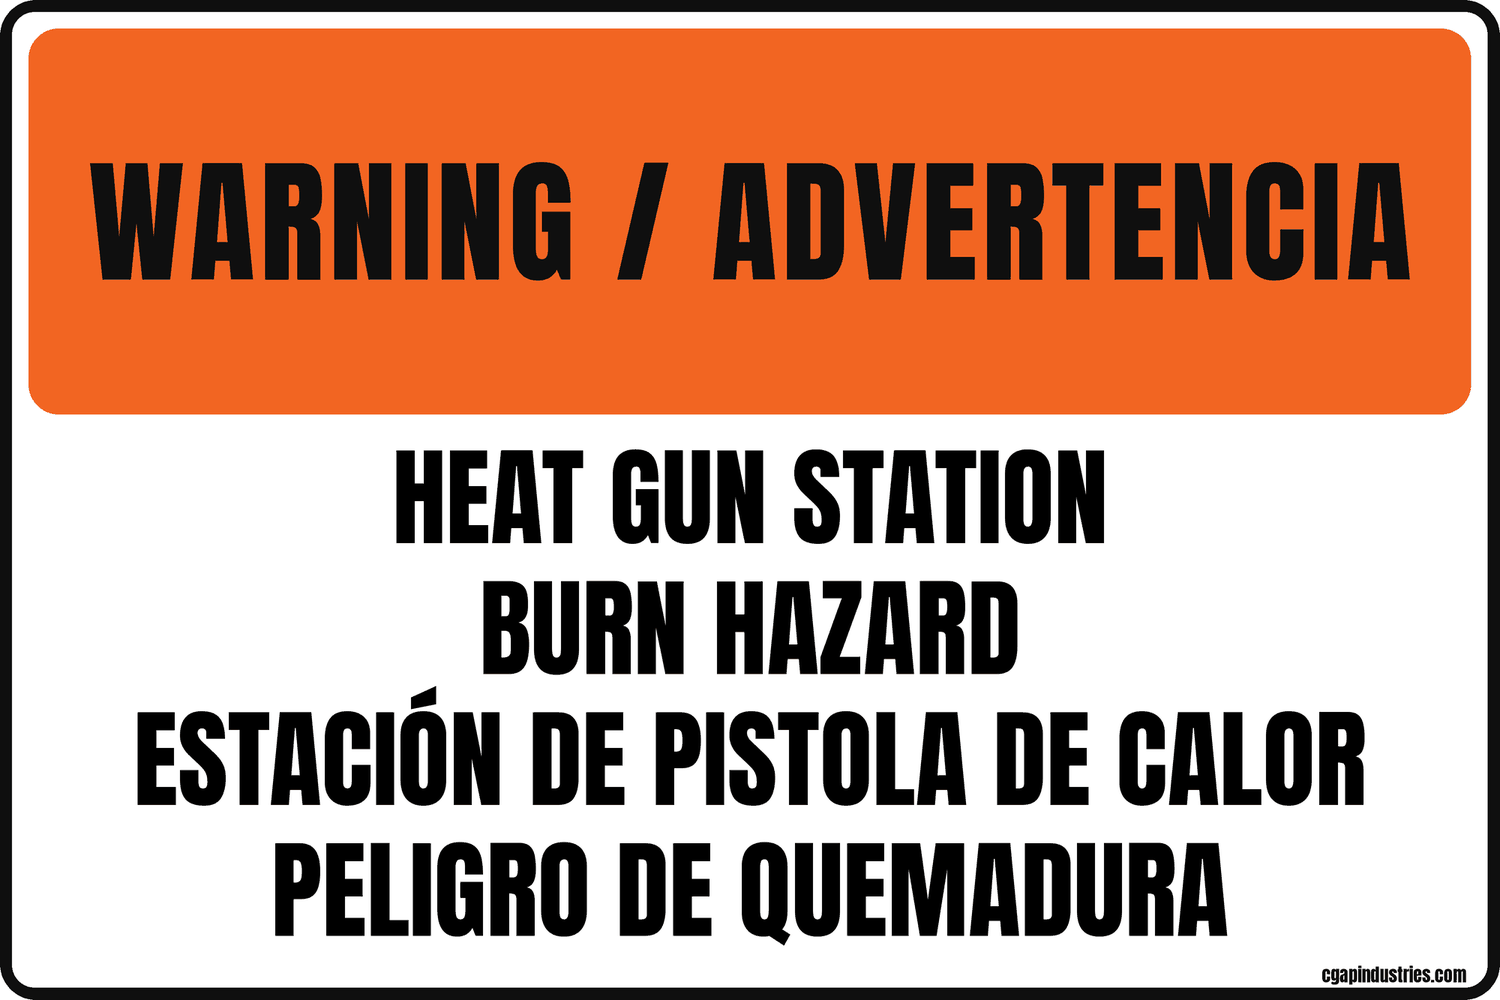 WARNING / ADVERTENCIA
HEAT GUN STATION
BURN HAZARD
ESTACIÓN DE PISTOLA DE CALOR
PELIGRO DE QUEMADURA
cgapindustries.com